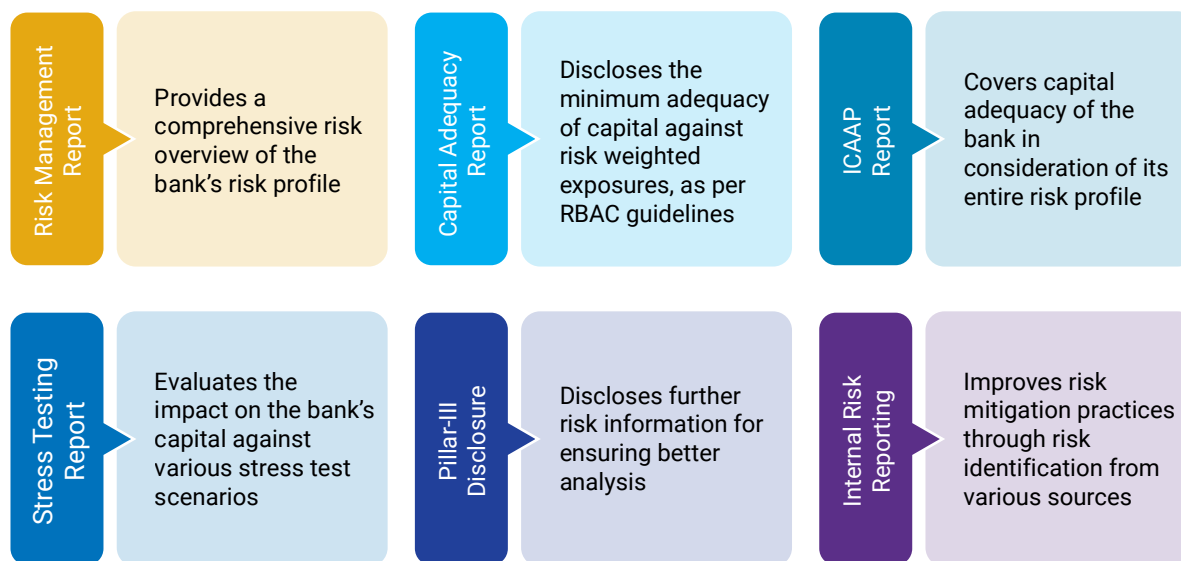 Risk Management
Report
Provides a
comprehensive risk
overview of the
bank's risk profile
Capital Adequacy
Report
Discloses the
minimum adequacy
of capital against
risk weighted
exposures, as per
RBAC guidelines
ICAAP
Report
Covers capital
adequacy of the
bank in
consideration of its
entire risk profile
Stress Testing
Report
Evaluates the
impact on the bank's
capital against
various stress test
scenarios
Pillar-III
Disclosure
Discloses further
risk information for
ensuring better
analysis
Internal Risk
Reporting
Improves risk
mitigation practices
through risk
identification from
various sources